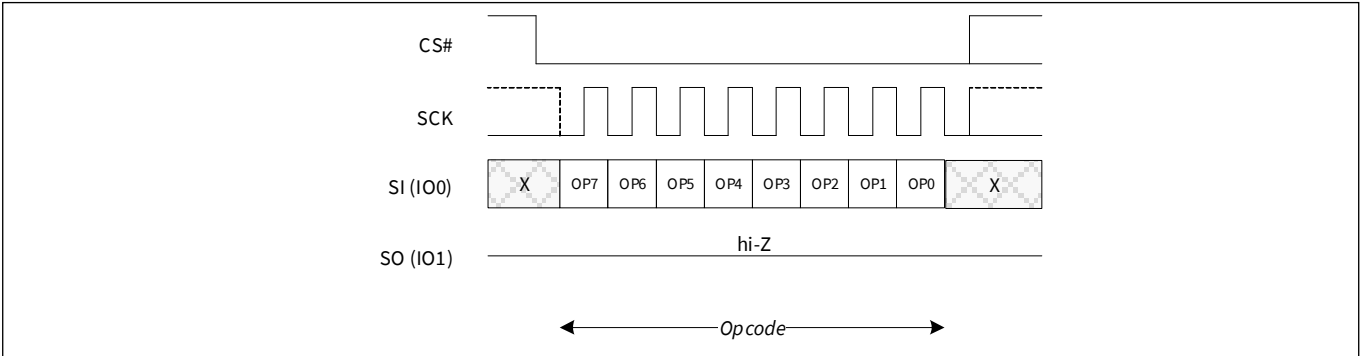 CS#
SCK
SI (IO0)
X OP7 OP6 OP5 OP4 OP3 OP2 OP1 OP0 X
hi-Z
SO (IO1)
Opcode